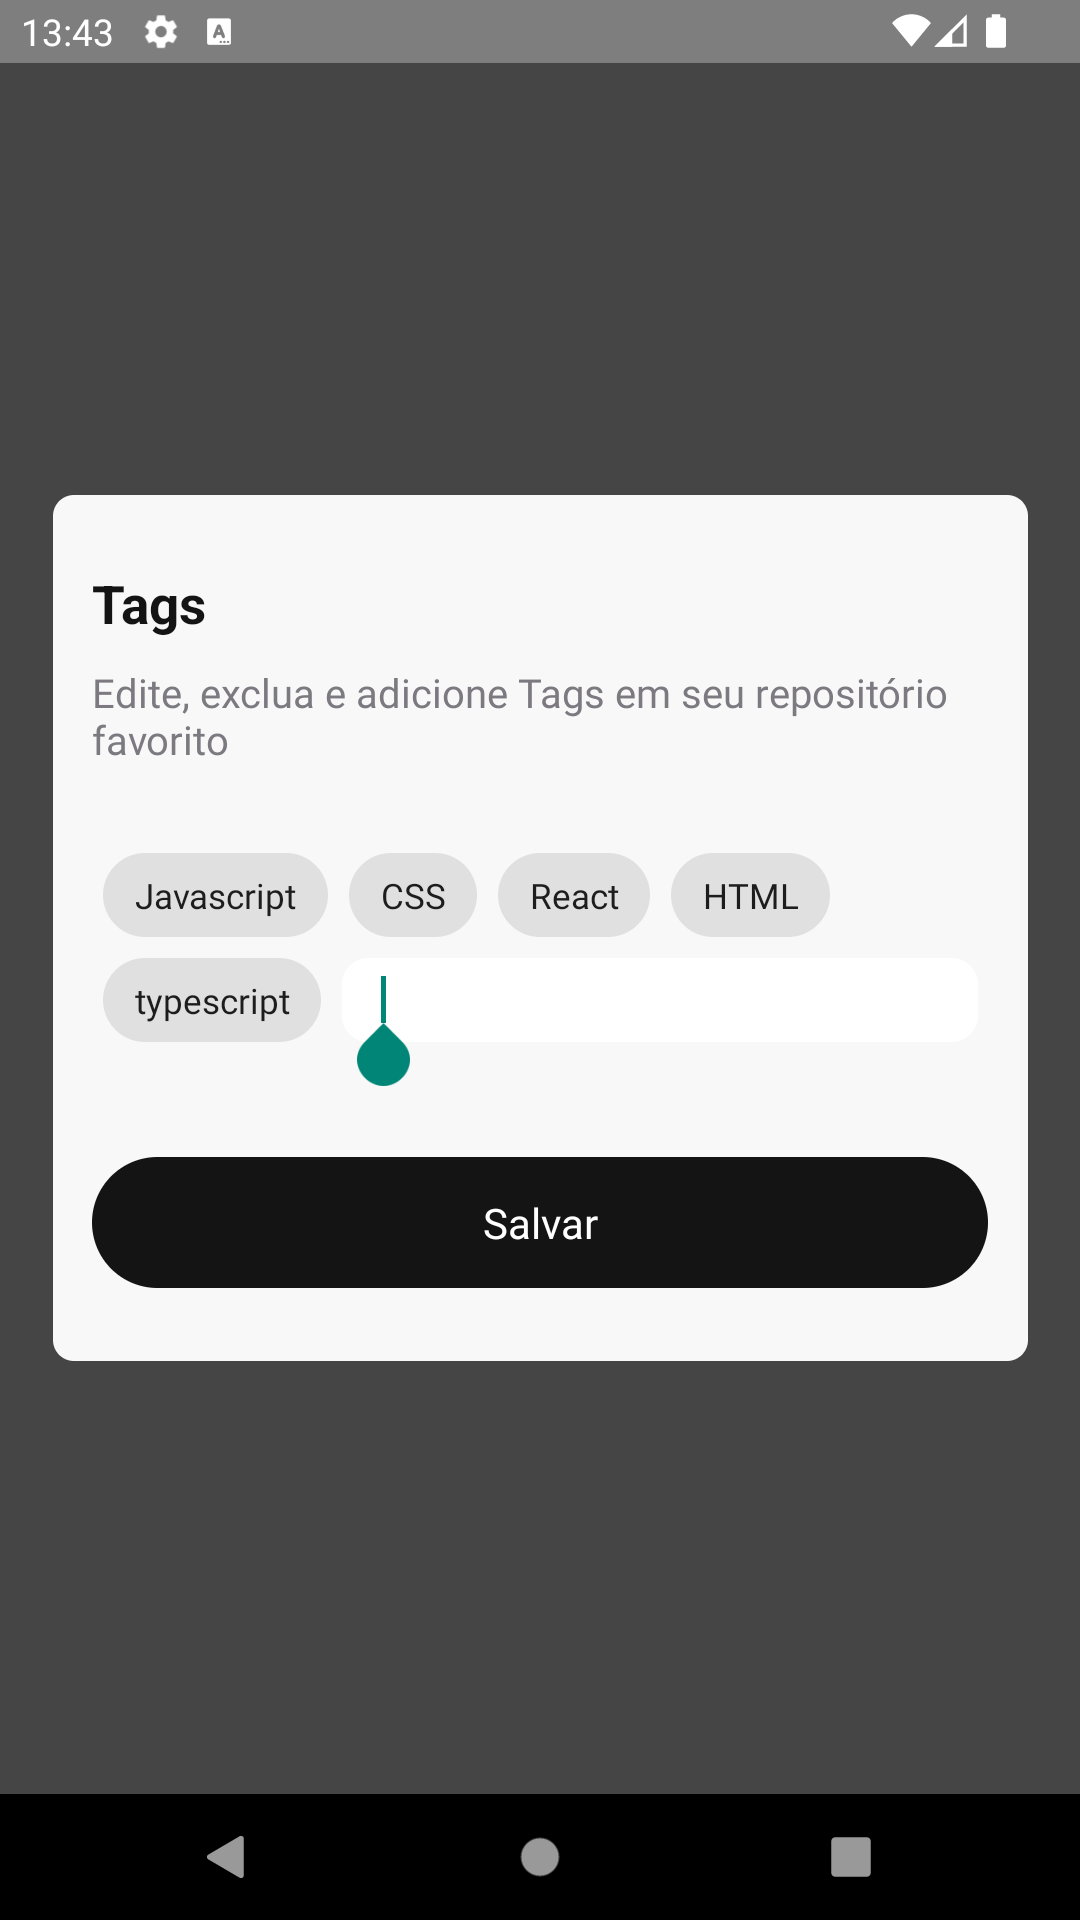 13:43
Tags
Edite, exclua e adicione Tags em seu repositório
favorito
Javascript CSS React HTML
typescript
Salvar